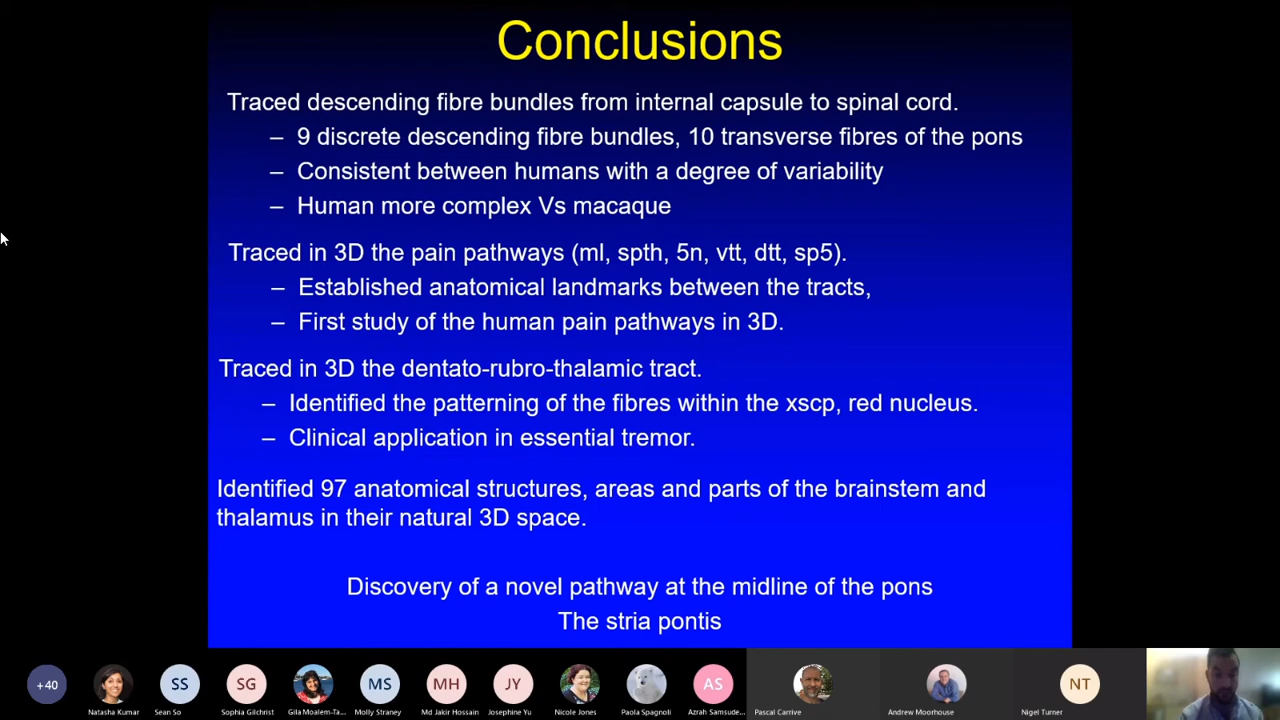 Conclusions
Traced descending fibre bundles from internal capsule to spinal cord.
– 9 discrete descending fibre bundles, 10 transverse fibres of the pons
– Consistent between humans with a degree of variability
– Human more complex Vs macaque
Traced in 3D the pain pathways (ml, spth, 5n, vtt, dtt, sp5).
– Established anatomical landmarks between the tracts,
– First study of the human pain pathways in 3D.
Traced in 3D the dentato-rubro-thalamic tract.
– Identified the patterning of the fibres within the xscp, red nucleus.
– Clinical application in essential tremor.
Identified 97 anatomical structures, areas and parts of the brainstem and
thalamus in their natural 3D space.
Discovery of a novel pathway at the midline of the pons
The stria pontis
+40 SS SG MS MH JY AS NT
Natasha Kumar Sean So Sophia Gilchrist Gila Moalem-Ta... Molly Straney Md Jakir Hossain Josephine Yu Nicole Jones Paola Spagnoli Azrah Samsude... Pascal Carrive Andrew Moorhouse Nigel Turner